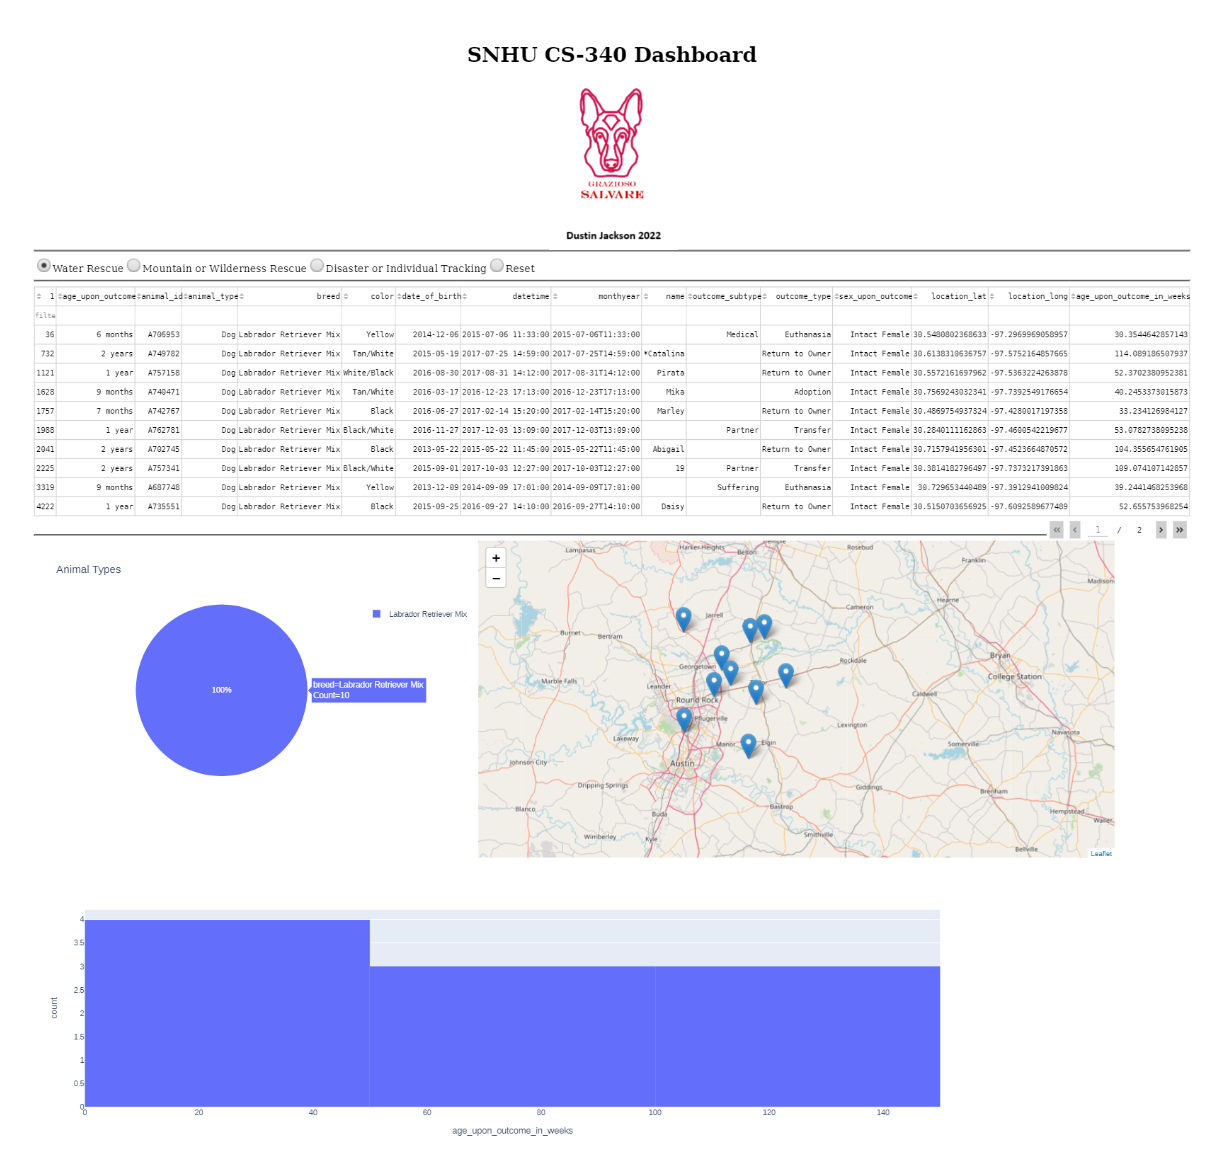 SNHU CS-340 Dashboard
GRAZIOSO
SALVARE
Dustin Jackson 2022
Water Rescue Mountain or Wilderness Rescue Disaster or Individual Tracking Reset
1 age_upon_outcome animal_id animal_type breed color date_of_birth datetime monthyear name outcome_subtype outcome_type sex_upon_outcome location_lat location_long age_upon_outcome_in_weeks
filte
36 6 months A706953 Dog Labrador Retriever Mix Yellow 2014-12-06 2015-07-06 11:33:00 2015-07-06T11:33:00 Medical Euthanasia Intact Female 30.5480802368633 -97.2969969058957 30.3544642857143
732 2 years A749782 Dog Labrador Retriever Mix Tan/White 2015-05-19 2017-07-25 14:59:00 2017-07-25T14:59:00 *Catalina Return to Owner Intact Female 30.6138310636757 -97.5752164857665 114.089186507937
1121 1 year A757158 Dog Labrador Retriever Mix White/Black 2016-08-30 2017-08-31 14:12:00 2017-08-31T14:12:00 Pirata Return to Owner Intact Female 30.5572161697962 -97.5363224263878 52.3702380952381
1628 9 months A740471 Dog Labrador Retriever Mix Tan/White 2016-03-17 2016-12-23 17:13:00 2016-12-23T17:13:00 Mika Adoption Intact Female 30.7569243032341 -97.7392549176654 40.2453373015873
1757 7 months A742767 Dog Labrador Retriever Mix Black 2016-06-27 2017-02-14 15:20:00 2017-02-14T15:20:00 Marley Return to Owner Intact Female 30.4869754937324 -97.4280017197358 33.234126984127
1988 1 year A762781 Dog Labrador Retriever Mix Black/White 2016-11-27 2017-12-03 13:09:00 2017-12-03T13:09:00 Partner Transfer Intact Female 30.2840111162863 -97.4600542219677 53.0782738095238
2041 2 years A702745 Dog Labrador Retriever Mix Black 2013-05-22 2015-05-22 11:45:00 2015-05-22T11:45:00 Abigail Return to Owner Intact Female 30.7157941956301 -97.4523664870572 104.355654761905
2225 2 years A757341 Dog Labrador Retriever Mix Black/White 2015-09-01 2017-10-03 12:27:00 2017-10-03T12:27:00 19 Partner Transfer Intact Female 30.3814182796497 -97.7373217391863 109.074107142857
3319 9 months A687748 Dog Labrador Retriever Mix Yellow 2013-12-09 2014-09-09 17:01:00 2014-09-09T17:01:00 Suffering Euthanasia Intact Female 30.729653440489 -97.3912941009824 39.2441468253968
4222 1 year A735551 Dog Labrador Retriever Mix Black 2015-09-25 2016-09-27 14:10:00 2016-09-27T14:10:00 Daisy Return to Owner Intact Female 30.5150703656925 -97.6092589677489 52.655753968254
« ‹ 1 / 2 › »
Animal Types
Labrador Retriever Mix
100%
breed=Labrador Retriever Mix
Count=10
+
−
Lampasas
Harker Heights
Belton
Rosebud
Franklin
Hearne
Madison
Jarrell
Cameron
Burnet
Bertram
Bryan
Georgetown
Rockdale
College Station
Marble Falls
Leander
Caldwell
Round Rock
Pflugerville
Lexington
Navasota
Lakeway
Manor
Elgin
Somerville
Johnson City
Austin
Dripping Springs
Giddings
Brenham
Blanco
Bastrop
Hempstead
Buda
Waller
Wimberley
Kyle
Smithville
Bellville
Leaflet
4
3.5
3
2.5
2
1.5
1
0.5
0
count
0 20 40 60 80 100 120 140
age_upon_outcome_in_weeks